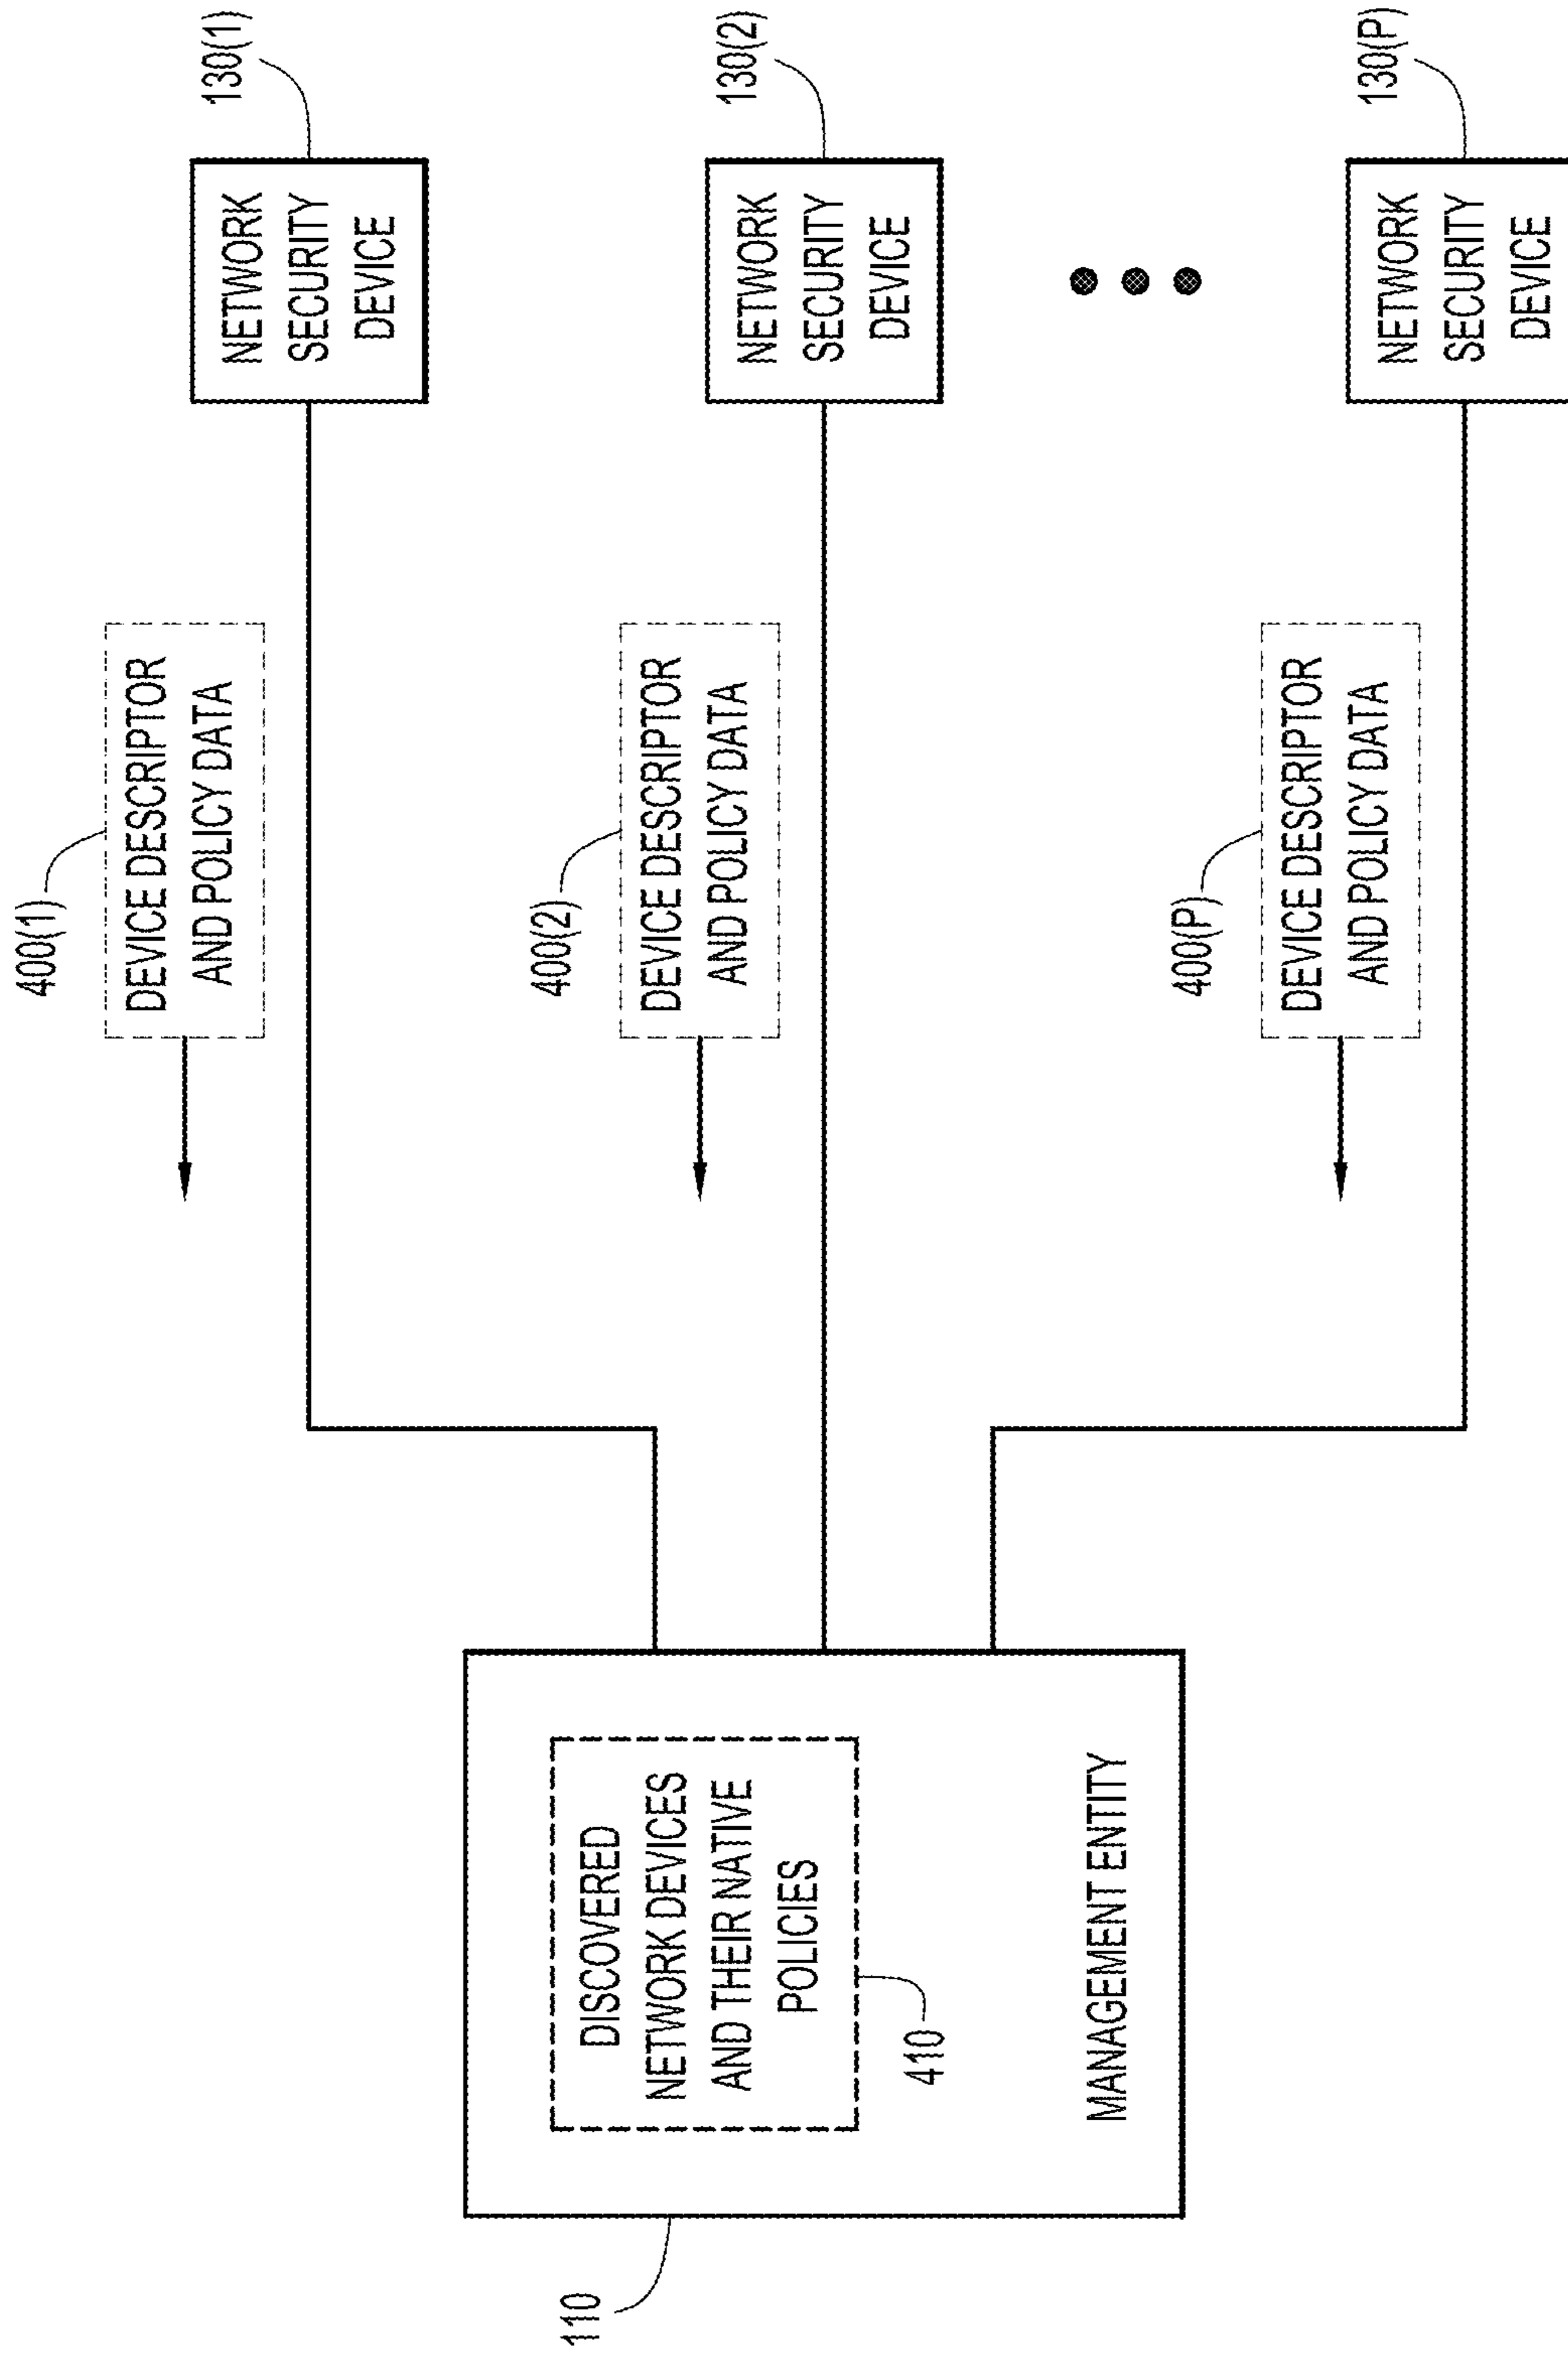 400(1)
DEVICE DESCRIPTOR
AND POLICY DATA
130(1)
NETWORK
SECURITY
DEVICE
400(2)
DEVICE DESCRIPTOR
AND POLICY DATA
130(2)
NETWORK
SECURITY
DEVICE
400(P)
DEVICE DESCRIPTOR
AND POLICY DATA
130(P)
NETWORK
SECURITY
DEVICE
110
DISCOVERED
NETWORK DEVICES
AND THEIR NATIVE
POLICIES
410
MANAGEMENT ENTITY